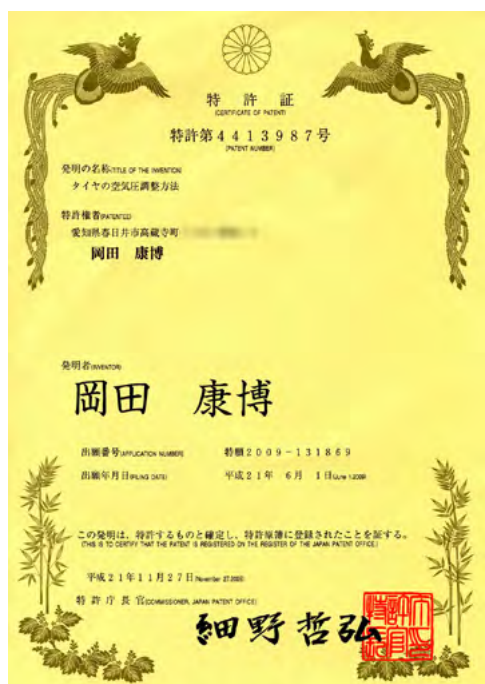 特許証
(CERTIFICATE OF PATENT)
特許第4413987号
(PATENT NUMBER)
発明の名称(TITLE OF THE INVENTION)
タイヤの空気圧調整方法
特許権者(PATENTEE)
愛知県春日井市高蔵寺町
岡田 康博
発明者(INVENTOR)
岡田 康博
出願番号(APPLICATION NUMBER) 特願2009-131869
出願年月日(FILING DATE) 平成21年 6月 1日(June 1,2009)
この発明は、特許するものと確定し、特許原簿に登録されたことを証する。
(THIS IS TO CERTIFY THAT THE PATENT IS REGISTERED ON THE REGISTER OF THE JAPAN PATENT OFFICE.)
平成21年11月27日(November 27,2009)
特許庁長官(COMMISSIONER, JAPAN PATENT OFFICE)
細野哲弘